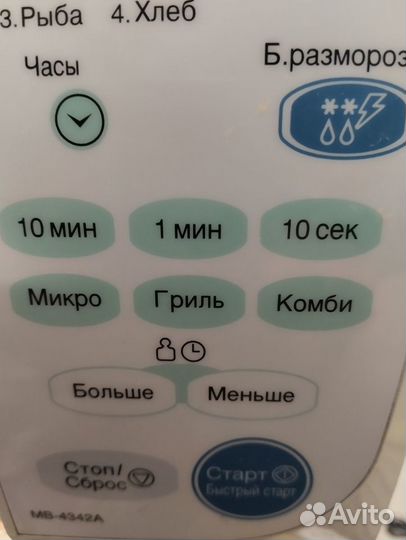 3.Рыба 4.Хлеб
Часы Б.размороз
10 мин 1 мин 10 сек
Микро Гриль Комби
Больше Меньше
Стоп/ Старт
Сброс Быстрый старт
MB-4342A
Avito